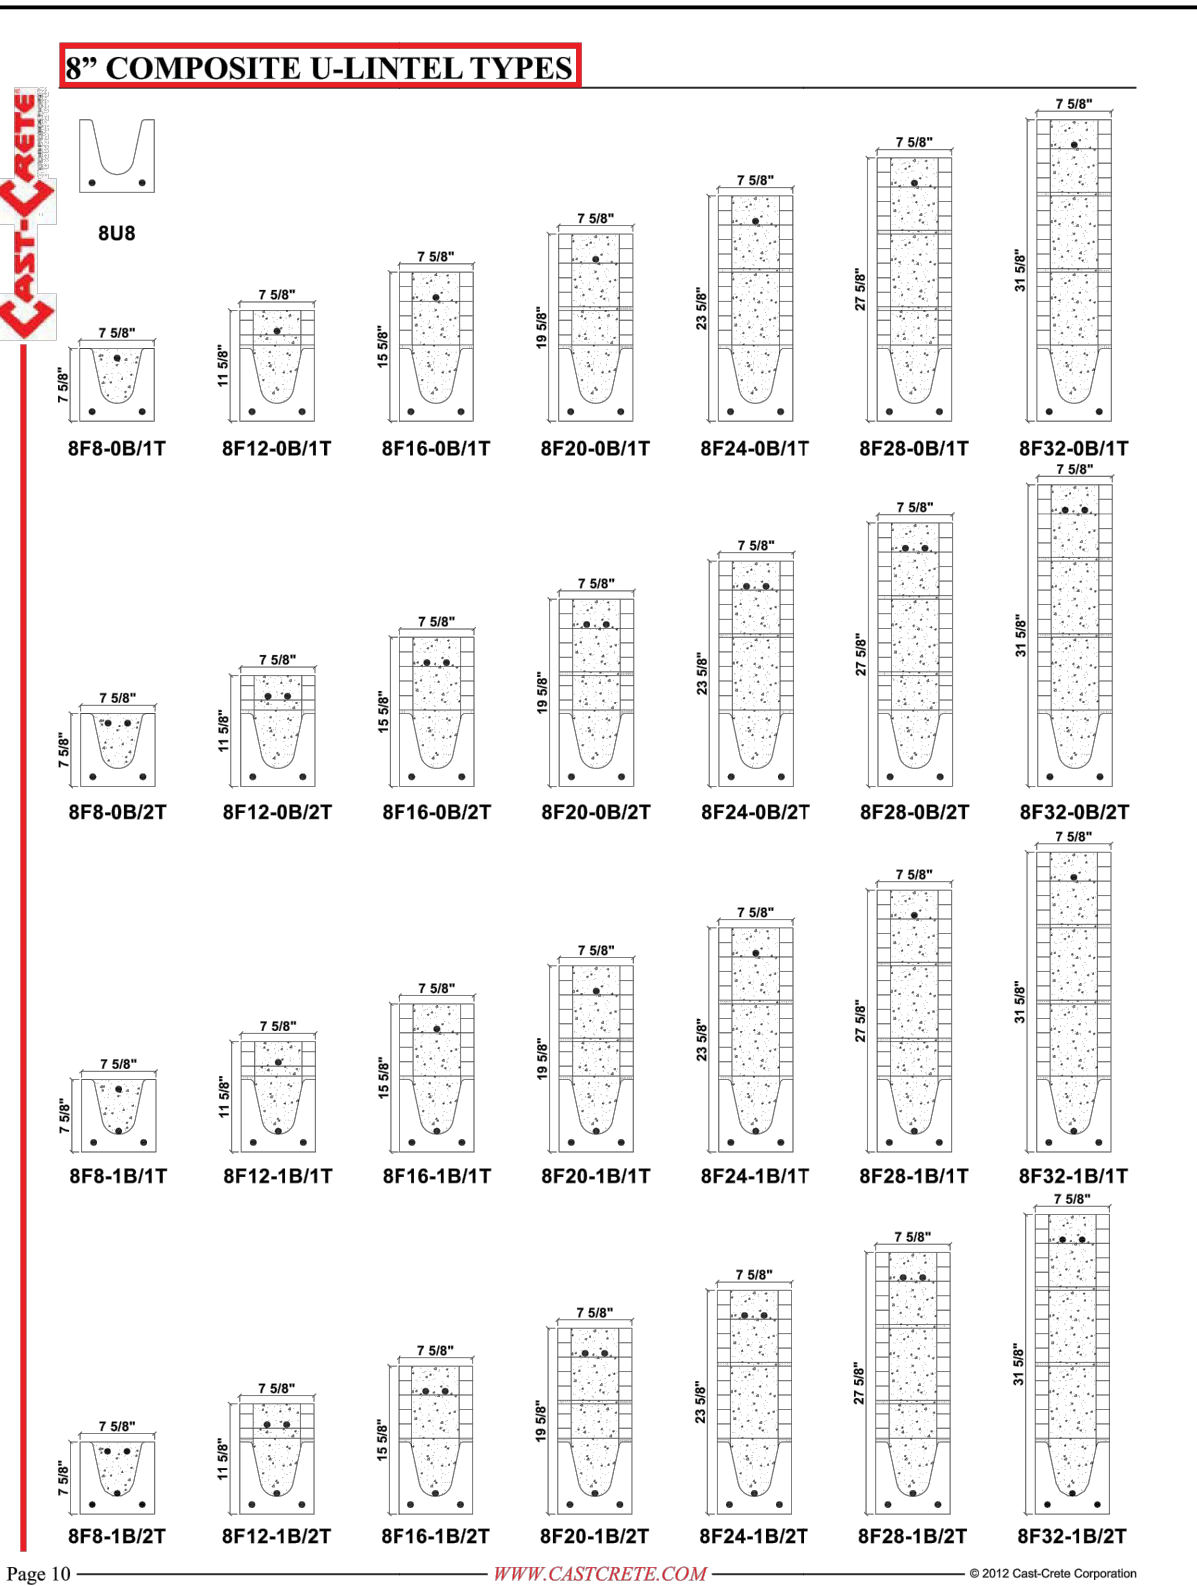 8” COMPOSITE U-LINTEL TYPES
CAST-CRETE
8U8
7 5/8" 7 5/8" 7 5/8" 7 5/8" 7 5/8" 7 5/8" 7 5/8"
7 5/8" 11 5/8" 15 5/8" 19 5/8" 23 5/8" 27 5/8" 31 5/8"
8F8-0B/1T 8F12-0B/1T 8F16-0B/1T 8F20-0B/1T 8F24-0B/1T 8F28-0B/1T 8F32-0B/1T
7 5/8" 7 5/8" 7 5/8" 7 5/8" 7 5/8" 7 5/8" 7 5/8"
7 5/8" 11 5/8" 15 5/8" 19 5/8" 23 5/8" 27 5/8" 31 5/8"
8F8-0B/2T 8F12-0B/2T 8F16-0B/2T 8F20-0B/2T 8F24-0B/2T 8F28-0B/2T 8F32-0B/2T
7 5/8" 7 5/8" 7 5/8" 7 5/8" 7 5/8" 7 5/8" 7 5/8"
7 5/8" 11 5/8" 15 5/8" 19 5/8" 23 5/8" 27 5/8" 31 5/8"
8F8-1B/1T 8F12-1B/1T 8F16-1B/1T 8F20-1B/1T 8F24-1B/1T 8F28-1B/1T 8F32-1B/1T
7 5/8" 7 5/8" 7 5/8" 7 5/8" 7 5/8" 7 5/8" 7 5/8"
7 5/8" 11 5/8" 15 5/8" 19 5/8" 23 5/8" 27 5/8" 31 5/8"
8F8-1B/2T 8F12-1B/2T 8F16-1B/2T 8F20-1B/2T 8F24-1B/2T 8F28-1B/2T 8F32-1B/2T
Page 10 WWW.CASTCRETE.COM © 2012 Cast-Crete Corporation